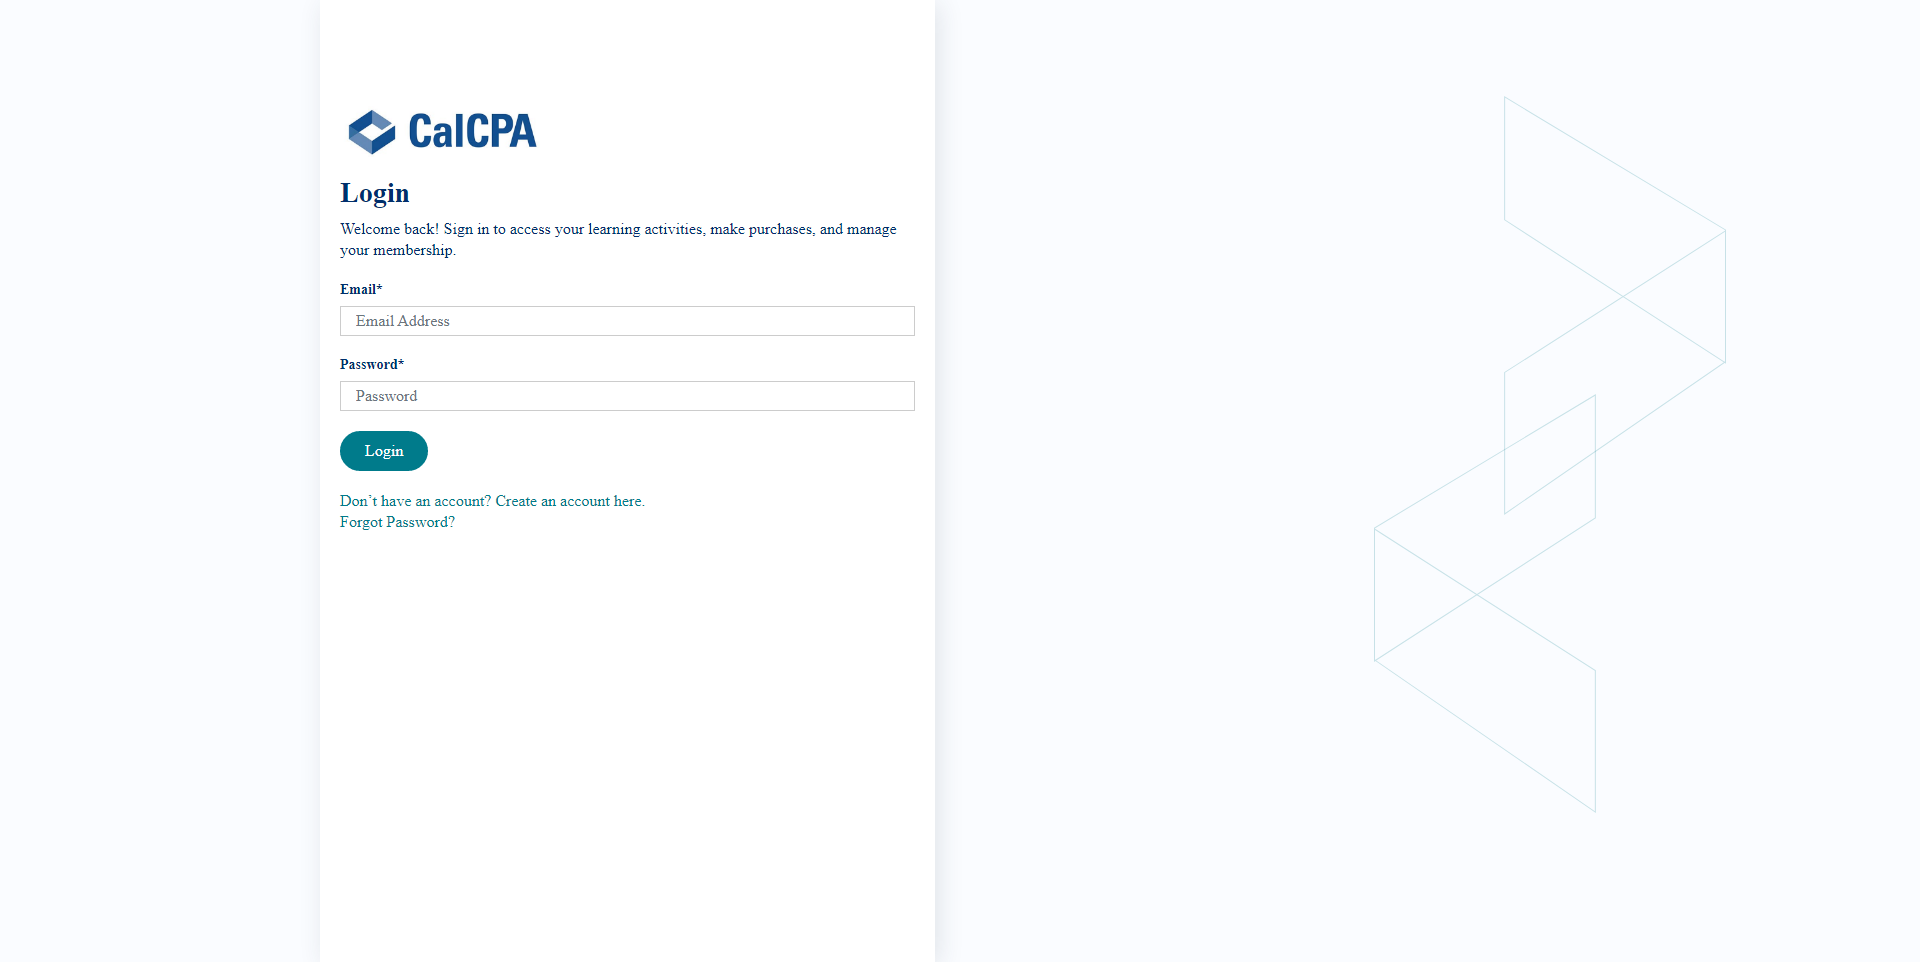 CalCPA
Login
Welcome back! Sign in to access your learning activities, make purchases, and manage
your membership.
Email*
Email Address
Password*
Password
Login
Don’t have an account? Create an account here.
Forgot Password?